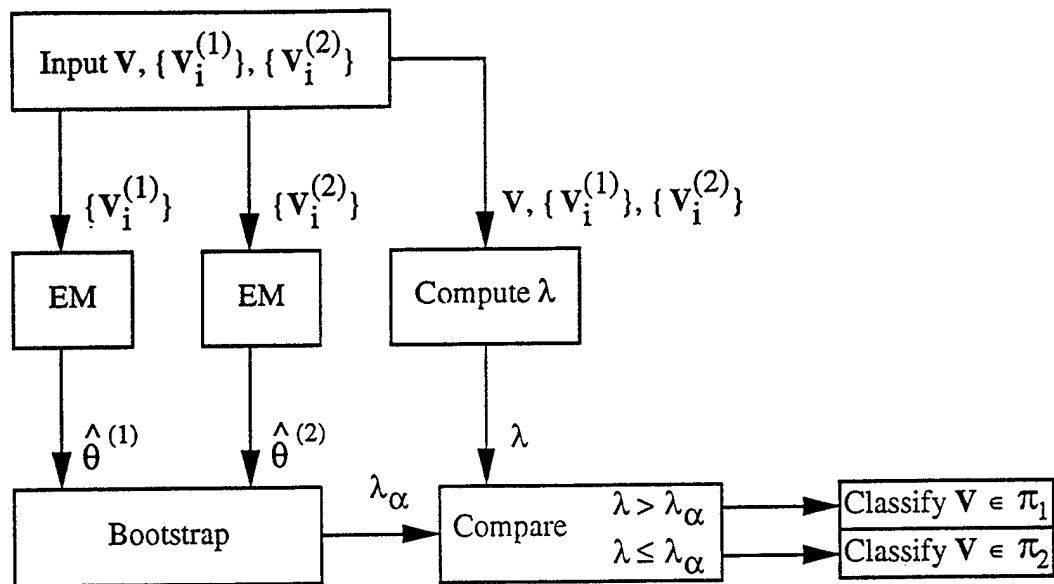 Input V, {V_i^(1)}, {V_i^(2)}
{V_i^(1)}
{V_i^(2)}
V, {V_i^(1)}, {V_i^(2)}
EM
EM
Compute λ
θ̂^(1)
θ̂^(2)
λ
Bootstrap
λ_α
Compare
λ > λ_α
λ ≤ λ_α
Classify V ∈ π_1
Classify V ∈ π_2